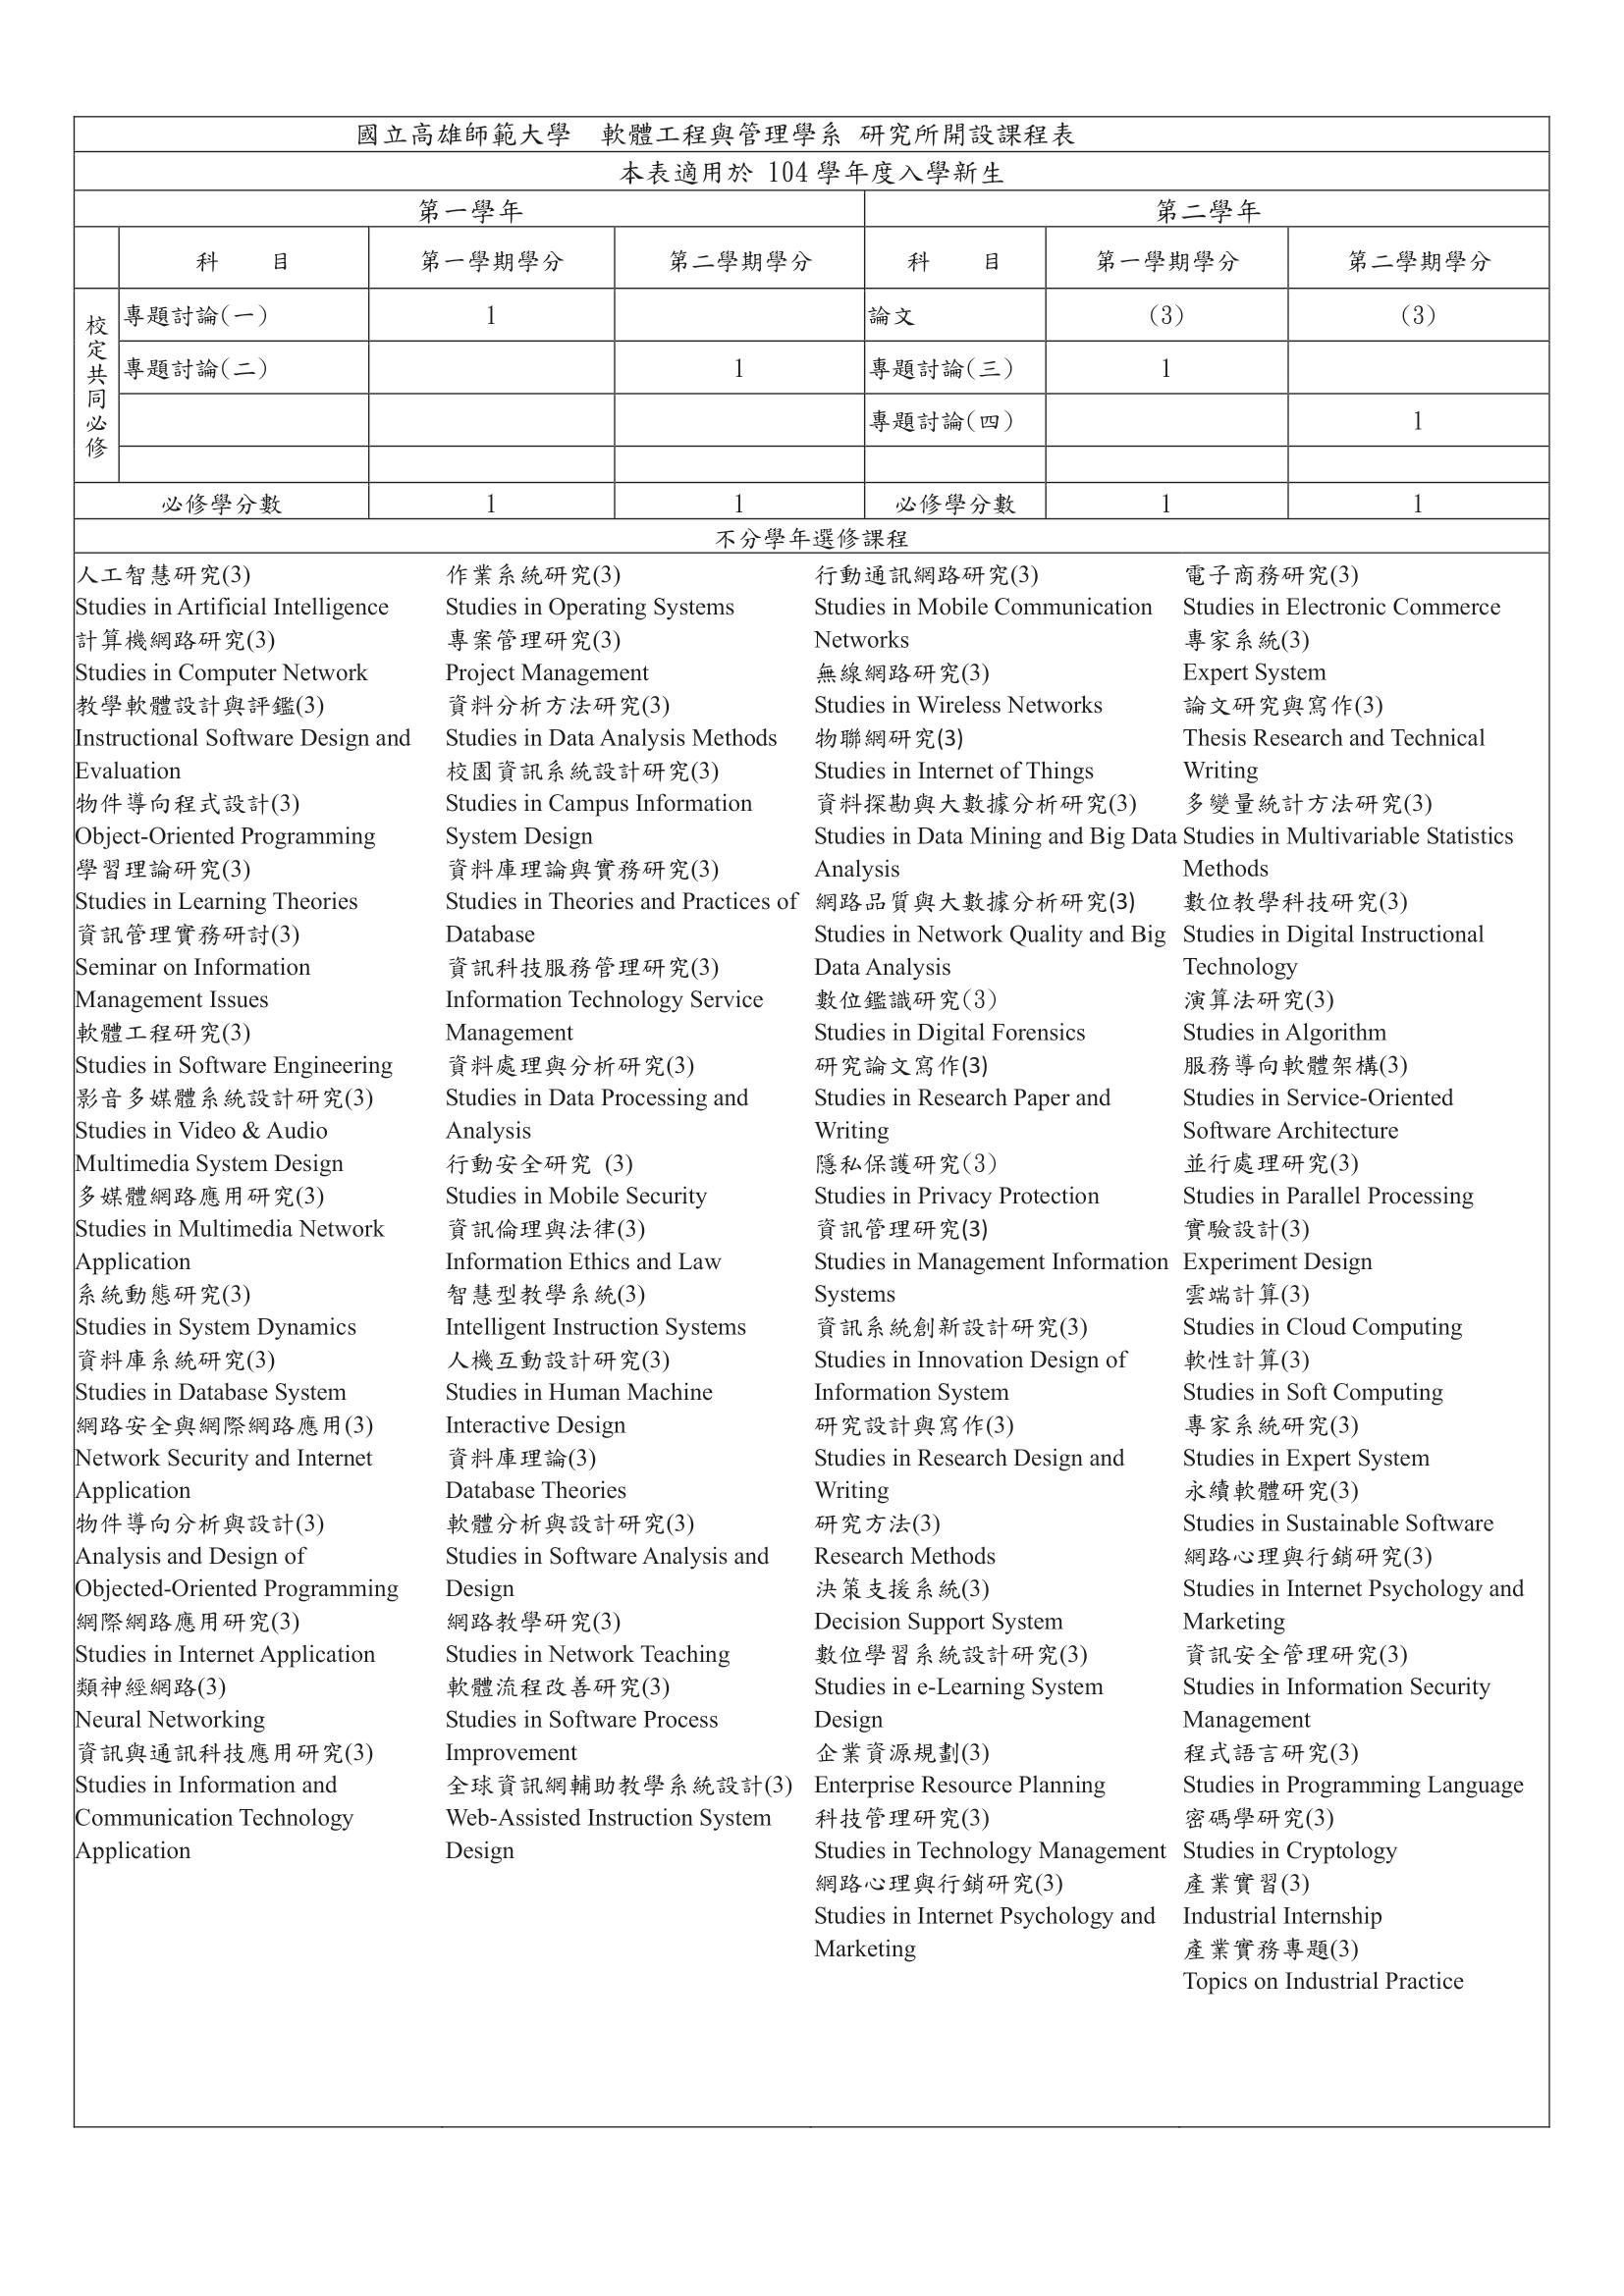 國立高雄師範大學 軟體工程與管理學系 研究所開設課程表
本表適用於 104 學年度入學新生
第一學年 第二學年
科 目 第一學期學分 第二學期學分 科 目 第一學期學分 第二學期學分
校定共同必修
專題討論(一) 1 論文 (3) (3)
專題討論(二) 1 專題討論(三) 1
專題討論(四) 1
必修學分數 1 1 必修學分數 1 1
不分學年選修課程
人工智慧研究(3)
Studies in Artificial Intelligence
計算機網路研究(3)
Studies in Computer Network
教學軟體設計與評鑑(3)
Instructional Software Design and
Evaluation
物件導向程式設計(3)
Object-Oriented Programming
學習理論研究(3)
Studies in Learning Theories
資訊管理實務研討(3)
Seminar on Information
Management Issues
軟體工程研究(3)
Studies in Software Engineering
影音多媒體系統設計研究(3)
Studies in Video & Audio
Multimedia System Design
多媒體網路應用研究(3)
Studies in Multimedia Network
Application
系統動態研究(3)
Studies in System Dynamics
資料庫系統研究(3)
Studies in Database System
網路安全與網際網路應用(3)
Network Security and Internet
Application
物件導向分析與設計(3)
Analysis and Design of
Objected-Oriented Programming
網際網路應用研究(3)
Studies in Internet Application
類神經網路(3)
Neural Networking
資訊與通訊科技應用研究(3)
Studies in Information and
Communication Technology
Application
作業系統研究(3)
Studies in Operating Systems
專案管理研究(3)
Project Management
資料分析方法研究(3)
Studies in Data Analysis Methods
校園資訊系統設計研究(3)
Studies in Campus Information
System Design
資料庫理論與實務研究(3)
Studies in Theories and Practices of
Database
資訊科技服務管理研究(3)
Information Technology Service
Management
資料處理與分析研究(3)
Studies in Data Processing and
Analysis
行動安全研究 (3)
Studies in Mobile Security
資訊倫理與法律(3)
Information Ethics and Law
智慧型教學系統(3)
Intelligent Instruction Systems
人機互動設計研究(3)
Studies in Human Machine
Interactive Design
資料庫理論(3)
Database Theories
軟體分析與設計研究(3)
Studies in Software Analysis and
Design
網路教學研究(3)
Studies in Network Teaching
軟體流程改善研究(3)
Studies in Software Process
Improvement
全球資訊網輔助教學系統設計(3)
Web-Assisted Instruction System
Design
行動通訊網路研究(3)
Studies in Mobile Communication
Networks
無線網路研究(3)
Studies in Wireless Networks
物聯網研究(3)
Studies in Internet of Things
資料探勘與大數據分析研究(3)
Studies in Data Mining and Big Data
Analysis
網路品質與大數據分析研究(3)
Studies in Network Quality and Big
Data Analysis
數位鑑識研究(3)
Studies in Digital Forensics
研究論文寫作(3)
Studies in Research Paper and
Writing
隱私保護研究(3)
Studies in Privacy Protection
資訊管理研究(3)
Studies in Management Information
Systems
資訊系統創新設計研究(3)
Studies in Innovation Design of
Information System
研究設計與寫作(3)
Studies in Research Design and
Writing
研究方法(3)
Research Methods
決策支援系統(3)
Decision Support System
數位學習系統設計研究(3)
Studies in e-Learning System
Design
企業資源規劃(3)
Enterprise Resource Planning
科技管理研究(3)
Studies in Technology Management
網路心理與行銷研究(3)
Studies in Internet Psychology and
Marketing
電子商務研究(3)
Studies in Electronic Commerce
專家系統(3)
Expert System
論文研究與寫作(3)
Thesis Research and Technical
Writing
多變量統計方法研究(3)
Studies in Multivariable Statistics
Methods
數位教學科技研究(3)
Studies in Digital Instructional
Technology
演算法研究(3)
Studies in Algorithm
服務導向軟體架構(3)
Studies in Service-Oriented
Software Architecture
並行處理研究(3)
Studies in Parallel Processing
實驗設計(3)
Experiment Design
雲端計算(3)
Studies in Cloud Computing
軟性計算(3)
Studies in Soft Computing
專家系統研究(3)
Studies in Expert System
永續軟體研究(3)
Studies in Sustainable Software
網路心理與行銷研究(3)
Studies in Internet Psychology and
Marketing
資訊安全管理研究(3)
Studies in Information Security
Management
程式語言研究(3)
Studies in Programming Language
密碼學研究(3)
Studies in Cryptology
產業實習(3)
Industrial Internship
產業實務專題(3)
Topics on Industrial Practice